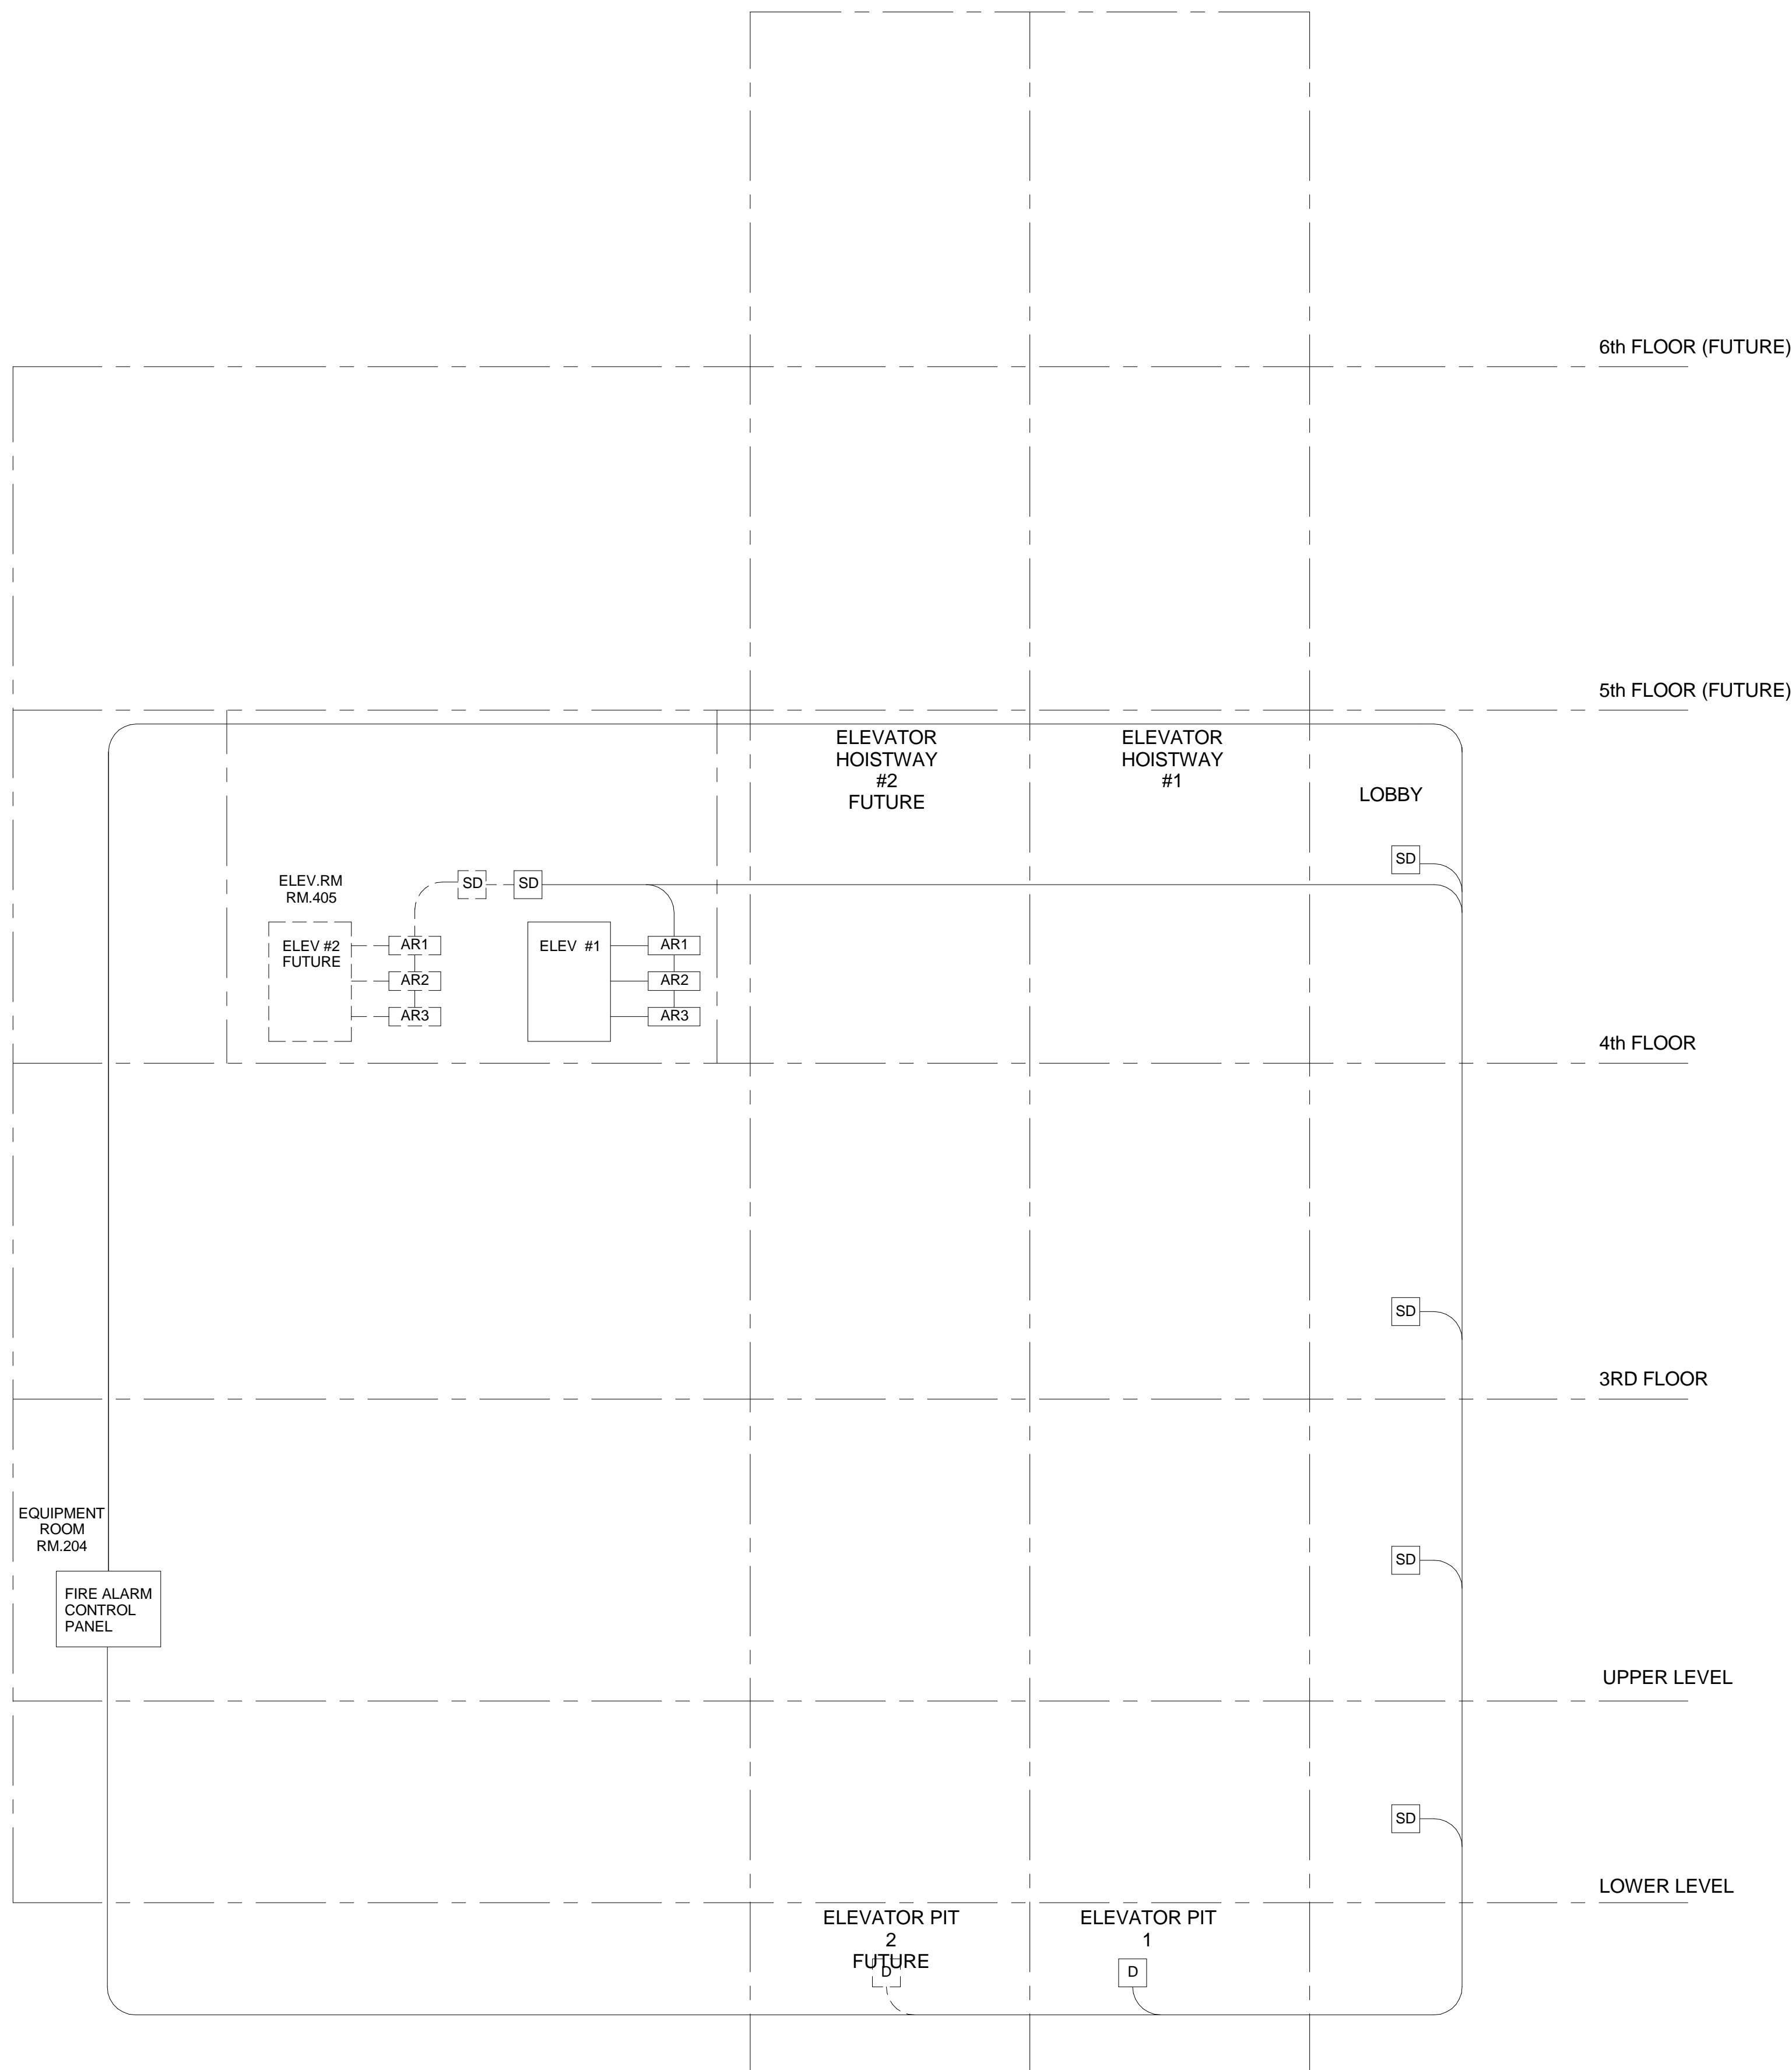 6th FLOOR (FUTURE)
5th FLOOR (FUTURE)
ELEVATOR
HOISTWAY
#2
FUTURE
ELEVATOR
HOISTWAY
#1
LOBBY
SD
ELEV.RM
RM.405
SD
SD
ELEV #2
FUTURE
AR1
AR2
AR3
ELEV #1
AR1
AR2
AR3
4th FLOOR
SD
3RD FLOOR
EQUIPMENT
ROOM
RM.204
SD
FIRE ALARM
CONTROL
PANEL
UPPER LEVEL
SD
LOWER LEVEL
ELEVATOR PIT
2
FUTURE
D
ELEVATOR PIT
1
D